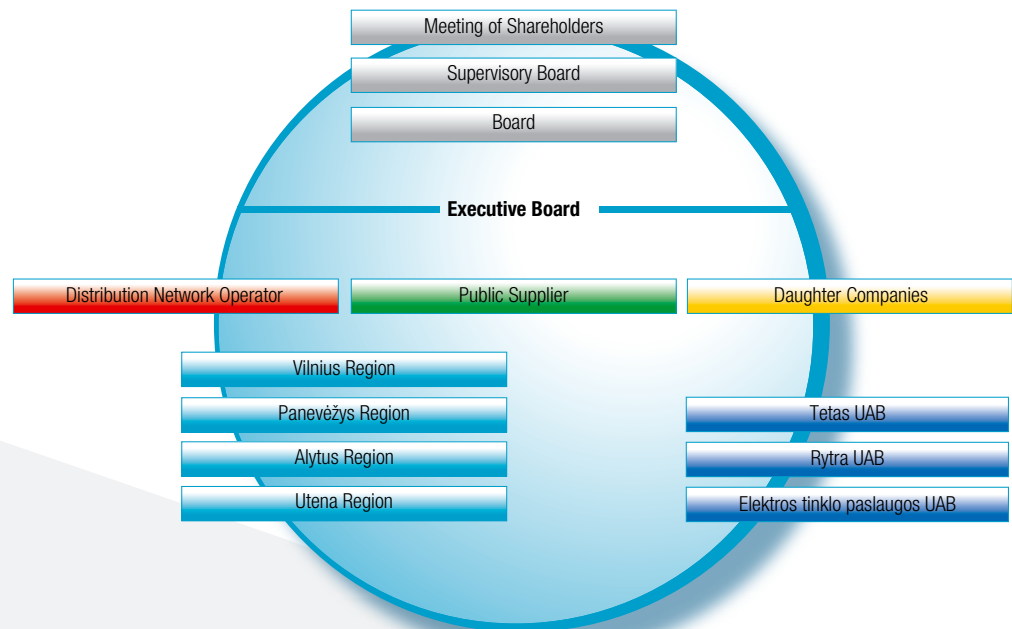 Meeting of Shareholders
Supervisory Board
Board
Executive Board
Distribution Network Operator
Public Supplier
Daughter Companies
Vilnius Region
Panevėžys Region
Alytus Region
Utena Region
Tetas UAB
Rytra UAB
Elektros tinklo paslaugos UAB